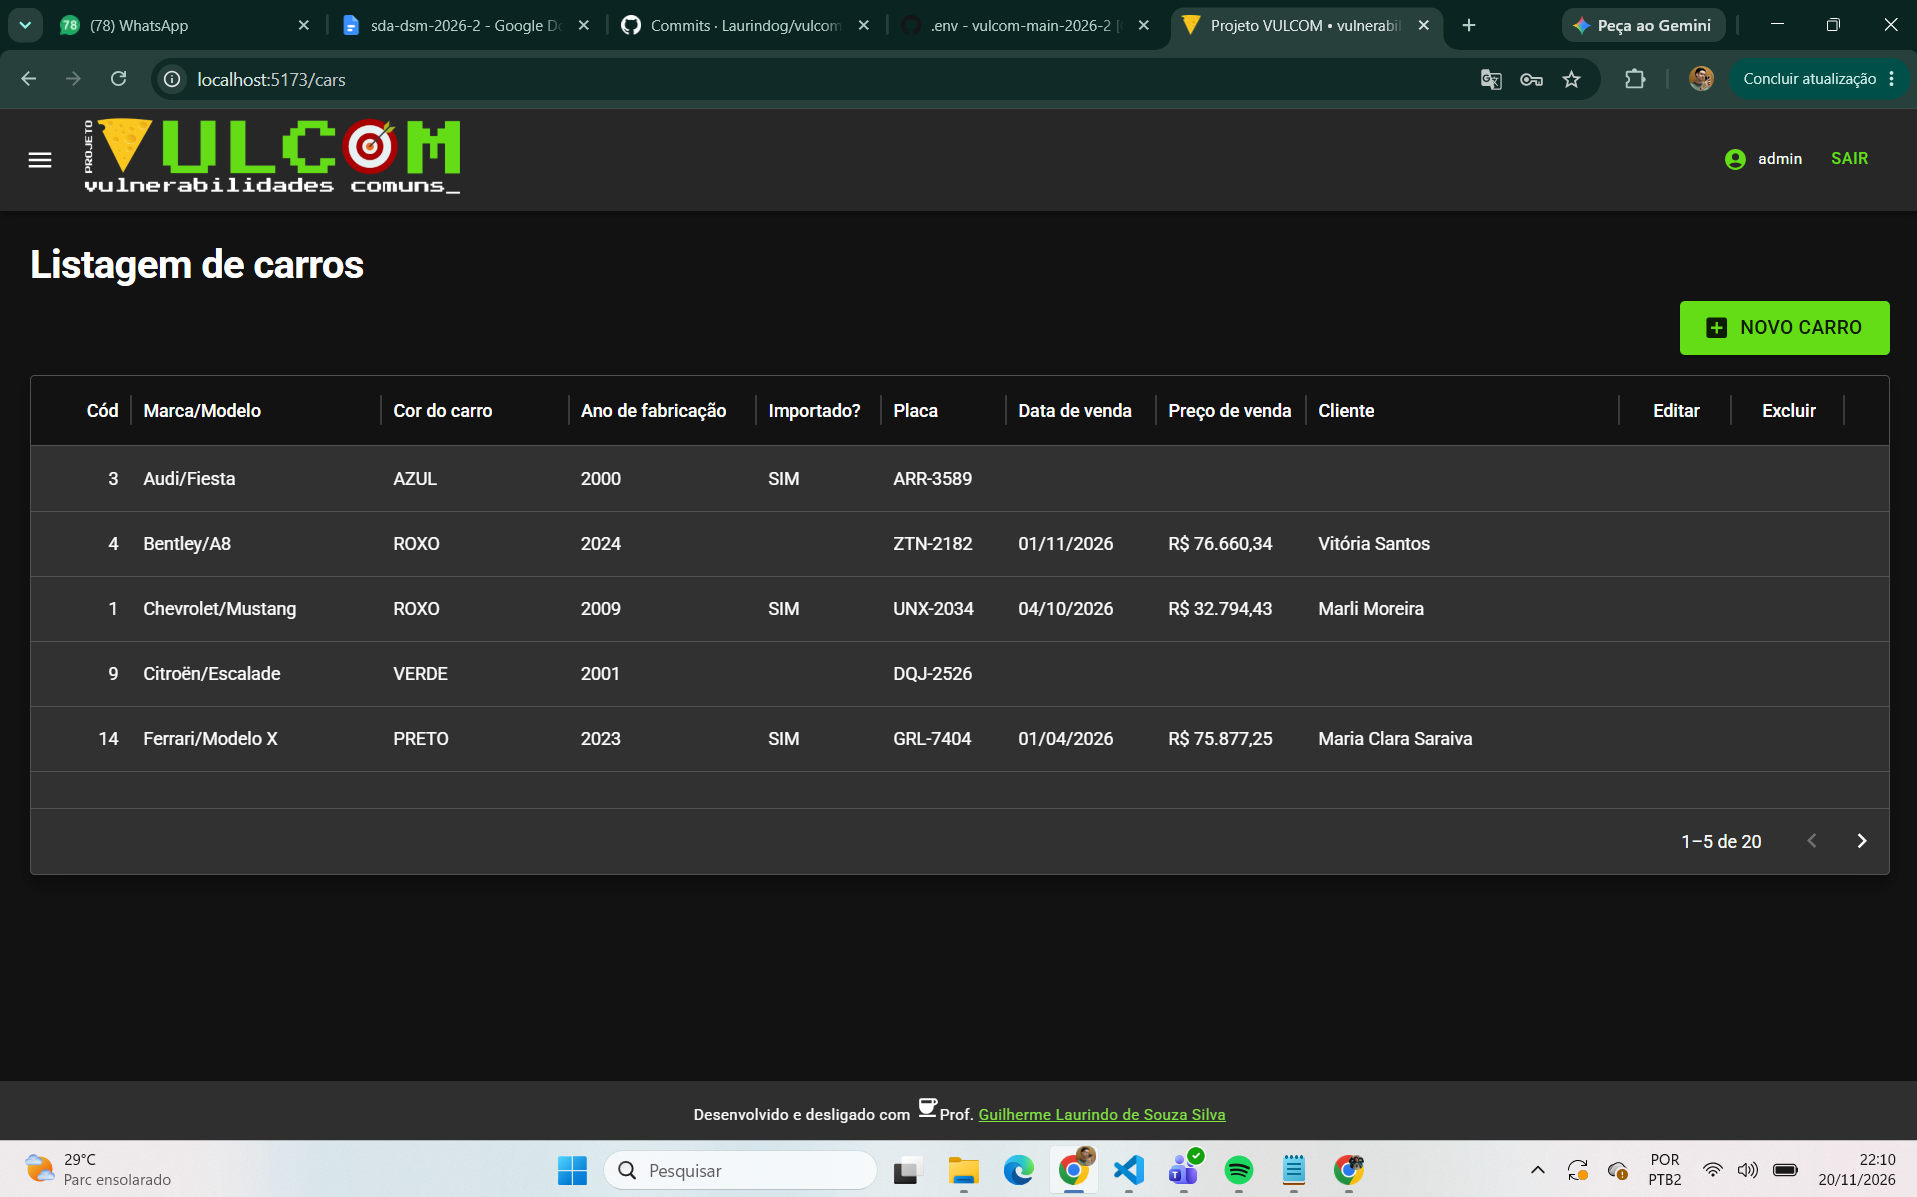 78 (78) WhatsApp
sda-dsm-2026-2 - Google Do
Commits · Laurindog/vulcom
.env - vulcom-main-2026-2 [
Projeto VULCOM • vulnerabil
Peça ao Gemini
localhost:5173/cars
Concluir atualização
PROJETO
VULCOM
vulnerabilidades comuns_
admin
SAIR
Listagem de carros
NOVO CARRO
Cód Marca/Modelo Cor do carro Ano de fabricação Importado? Placa Data de venda Preço de venda Cliente Editar Excluir
3 Audi/Fiesta AZUL 2000 SIM ARR-3589
4 Bentley/A8 ROXO 2024 ZTN-2182 01/11/2026 R$ 76.660,34 Vitória Santos
1 Chevrolet/Mustang ROXO 2009 SIM UNX-2034 04/10/2026 R$ 32.794,43 Marli Moreira
9 Citroën/Escalade VERDE 2001 DQJ-2526
14 Ferrari/Modelo X PRETO 2023 SIM GRL-7404 01/04/2026 R$ 75.877,25 Maria Clara Saraiva
1–5 de 20
Desenvolvido e desligado com Prof. Guilherme Laurindo de Souza Silva
29°C
Parc ensolarado
Pesquisar
POR
PTB2
22:10
20/11/2026